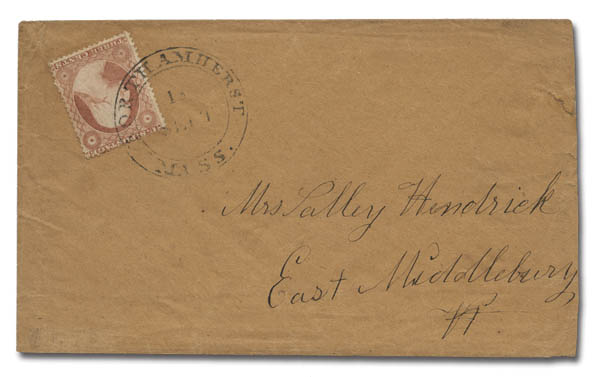 NORTH AMHERST
MASS.
Mrs Salley Hendrick
East Middlebury
Vt